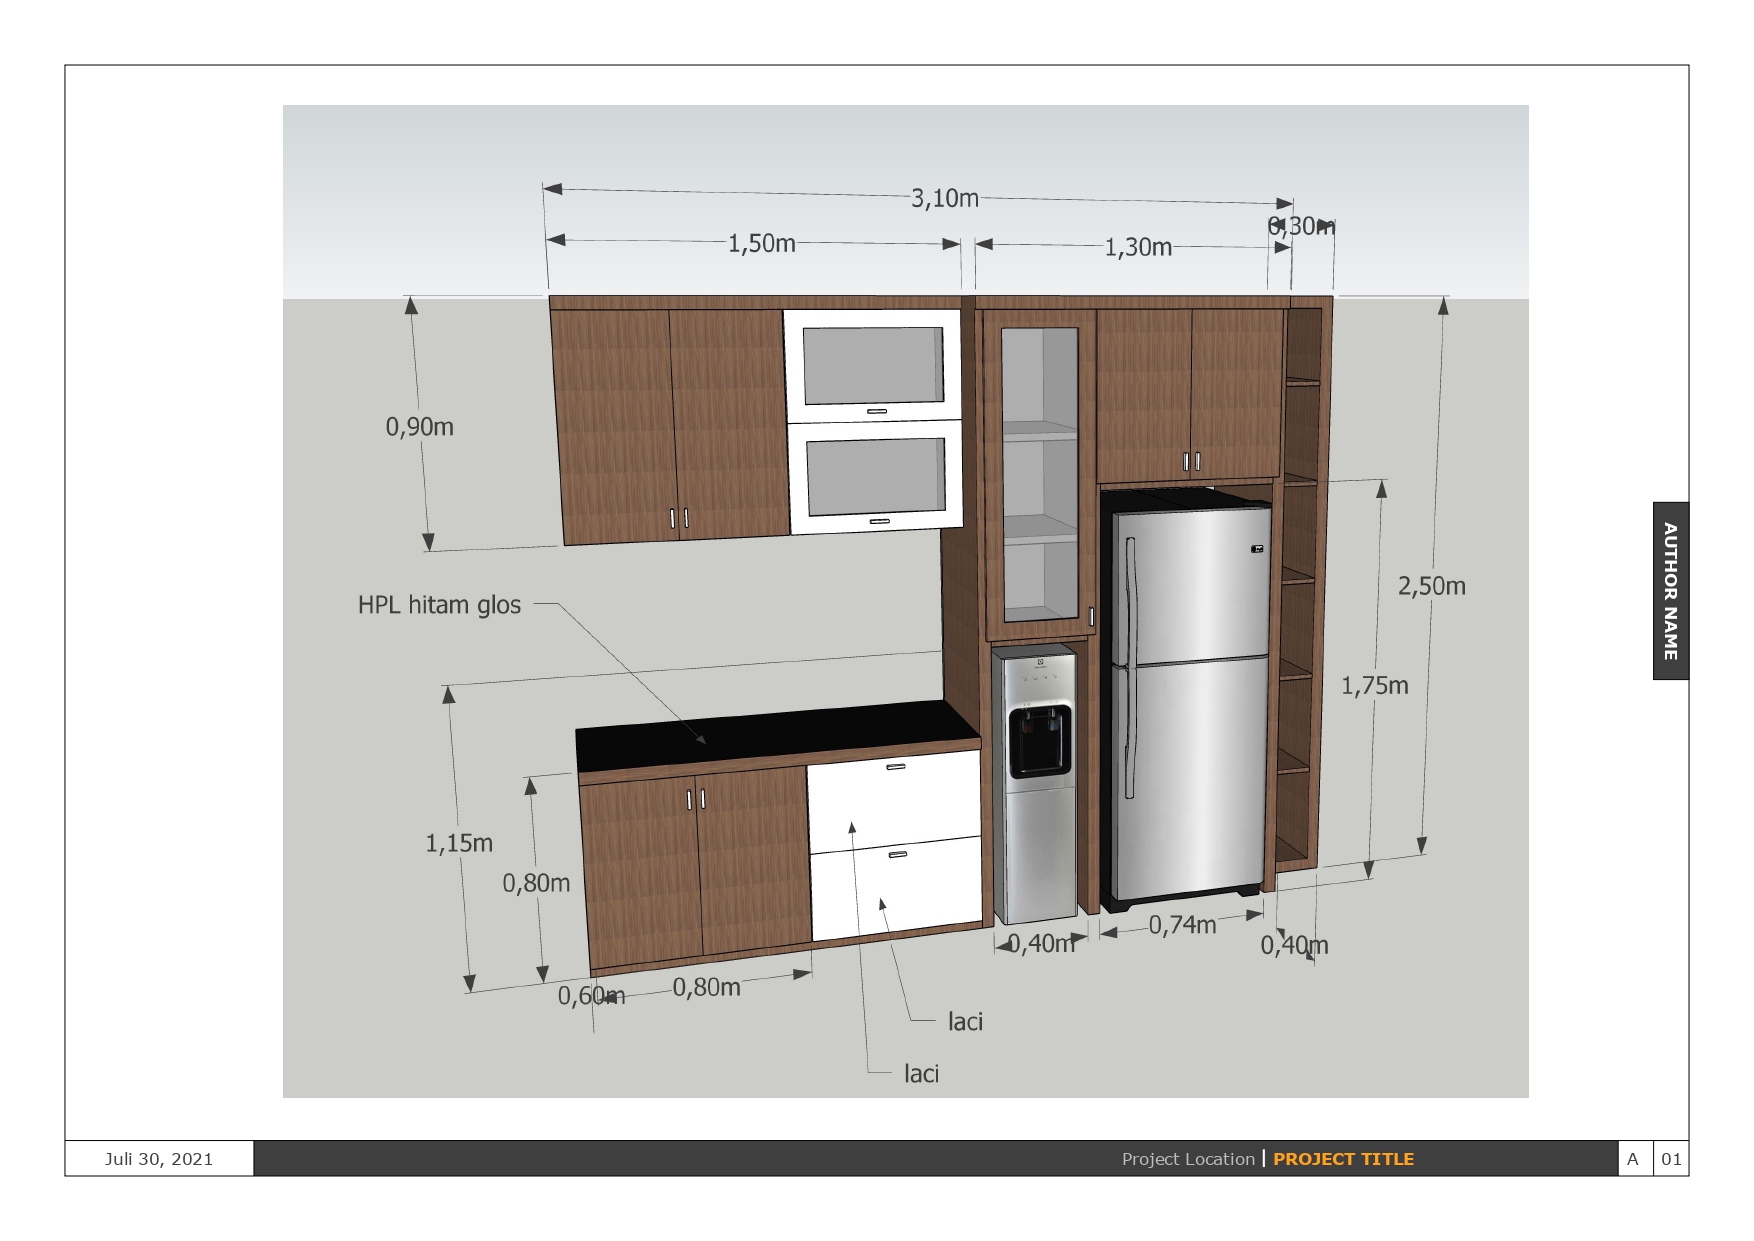 3,10m
0,30m
1,50m
1,30m
0,90m
HPL hitam glos
2,50m
1,75m
1,15m
0,80m
0,74m
0,40m
0,40m
0,60m
0,80m
laci
laci
AUTHOR NAME
Juli 30, 2021
Project Location | PROJECT TITLE
A
01